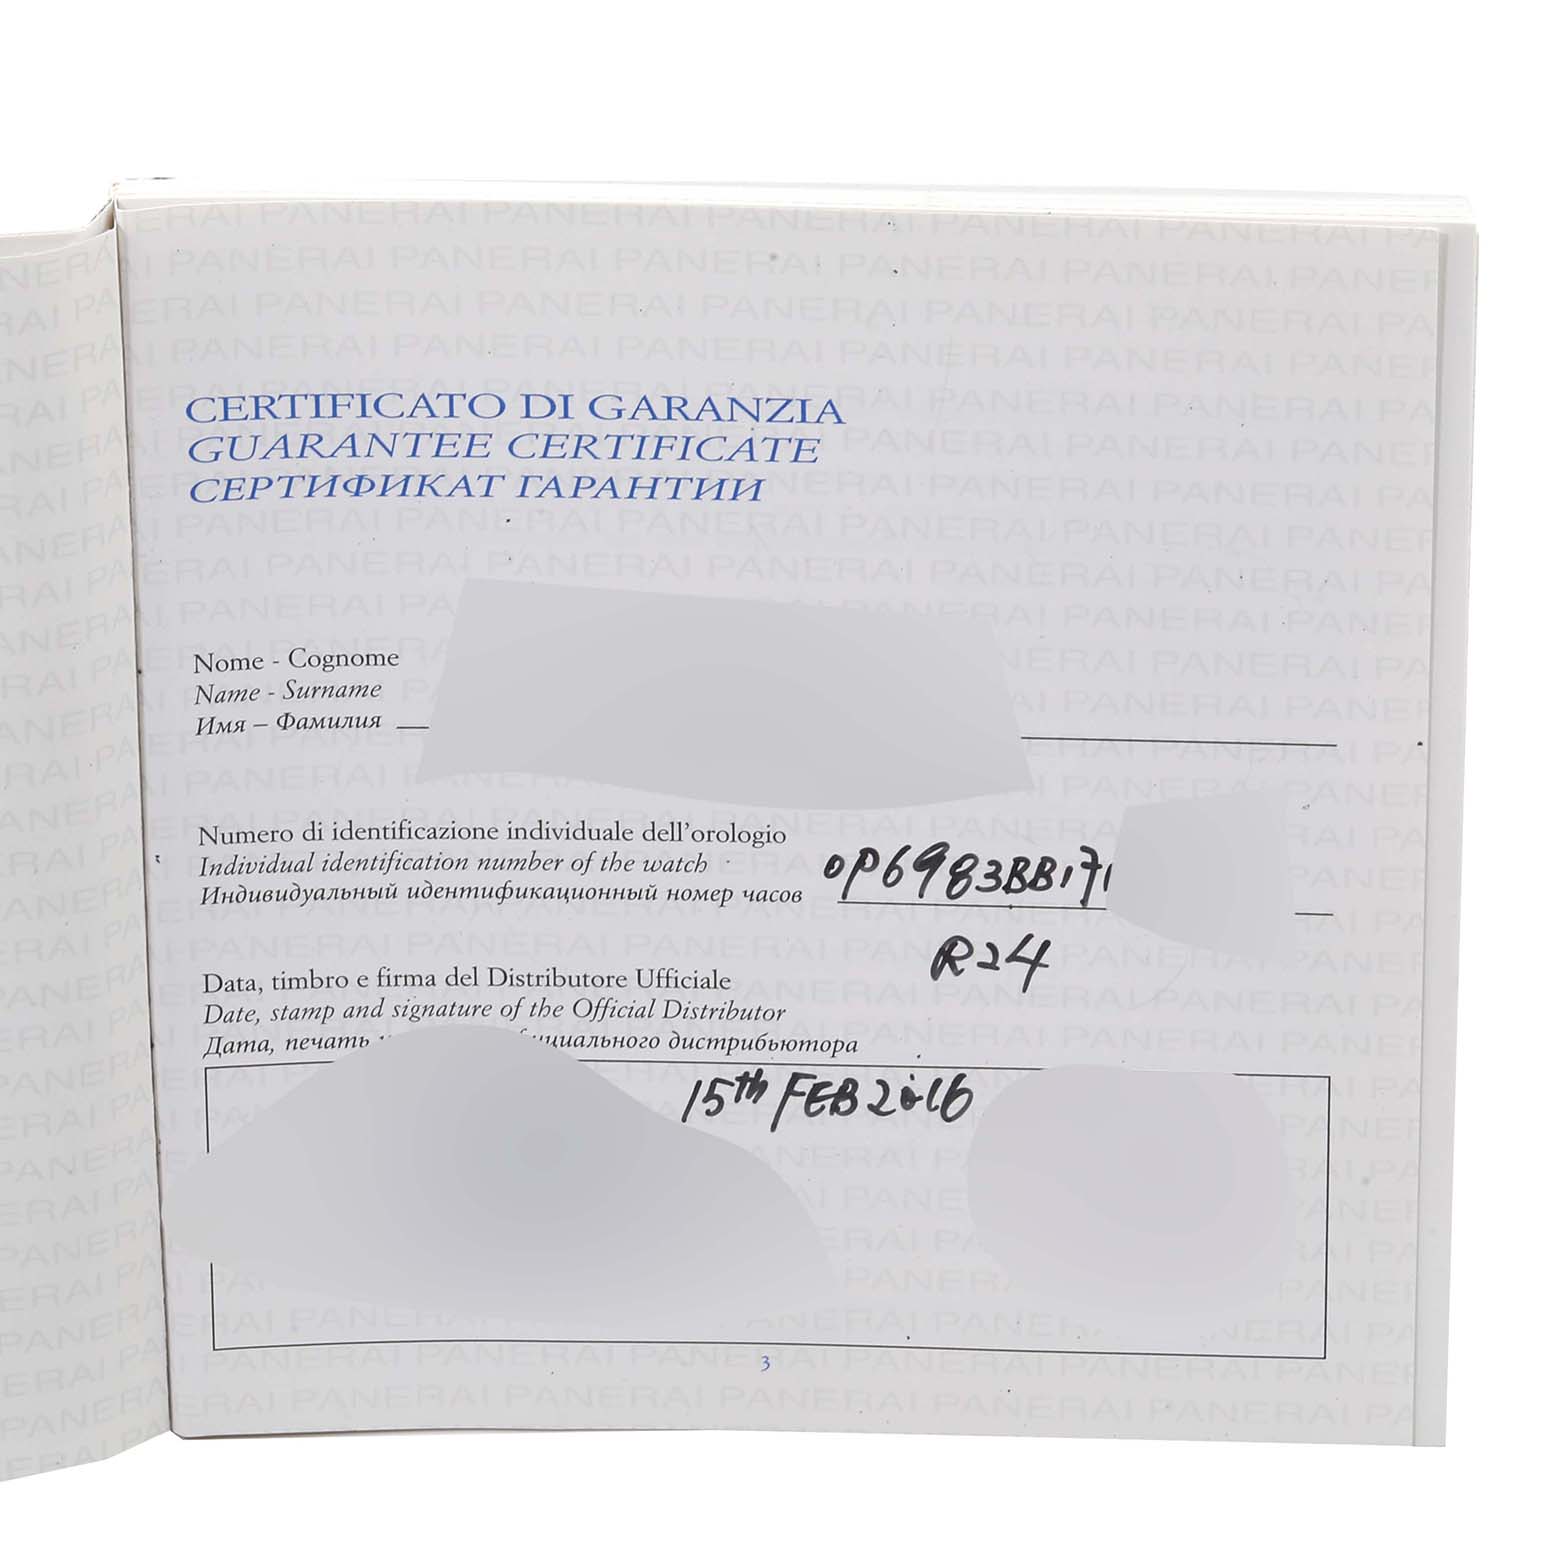 CERTIFICATO DI GARANZIA
GUARANTEE CERTIFICATE
СЕРТИФИКАТ ГАРАНТИИ
Nome - Cognome
Name - Surname
Имя – Фамилия
Numero di identificazione individuale dell'orologio
Individual identification number of the watch
Индивидуальный идентификационный номер часов
OP6983BB171
R24
Data, timbro e firma del Distributore Ufficiale
Date, stamp and signature of the Official Distributor
Дата, печать дистрибьютора
15th FEB 2016
3